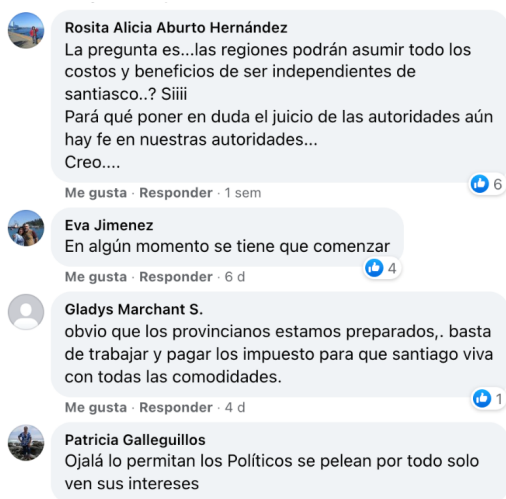 Rosita Alicia Aburto Hernández
La pregunta es...las regiones podrán asumir todo los
costos y beneficios de ser independientes de
santiasco..? Siiii
Pará qué poner en duda el juicio de las autoridades aún
hay fe en nuestras autoridades...
Creo....
Me gusta · Responder · 1 sem
6
Eva Jimenez
En algún momento se tiene que comenzar
Me gusta · Responder · 6 d
4
Gladys Marchant S.
obvio que los provincianos estamos preparados,. basta
de trabajar y pagar los impuesto para que santiago viva
con todas las comodidades.
Me gusta · Responder · 4 d
1
Patricia Galleguillos
Ojalá lo permitan los Políticos se pelean por todo solo
ven sus intereses